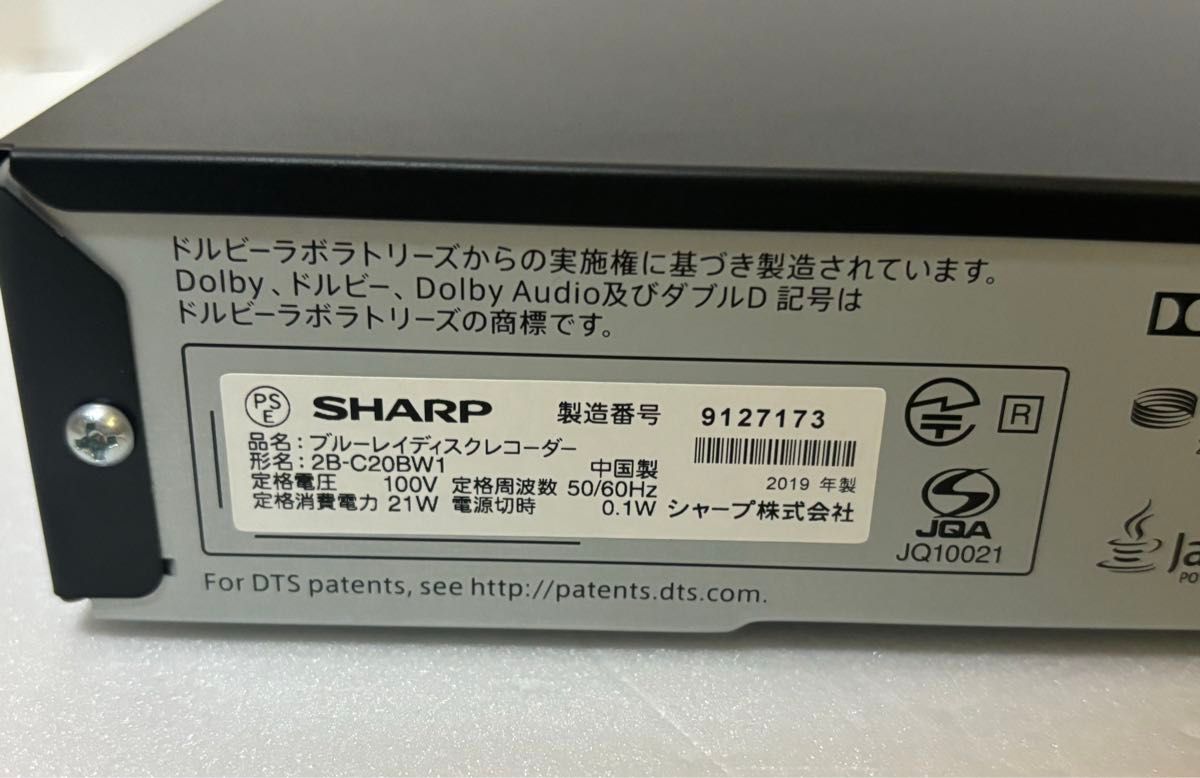 ドルビーラボラトリーズからの実施権に基づき製造されています。
Dolby、ドルビー、Dolby Audio及びダブルD 記号は
ドルビーラボラトリーズの商標です。
PS E SHARP 製造番号 9127173
品名:ブルーレイディスクレコーダー
形名:2B-C20BW1 中国製
定格電圧 100V 定格周波数 50/60Hz 2019 年製
定格消費電力 21W 電源切時 0.1W シャープ株式会社
R
JQA
JQ10021
For DTS patents, see http://patents.dts.com.